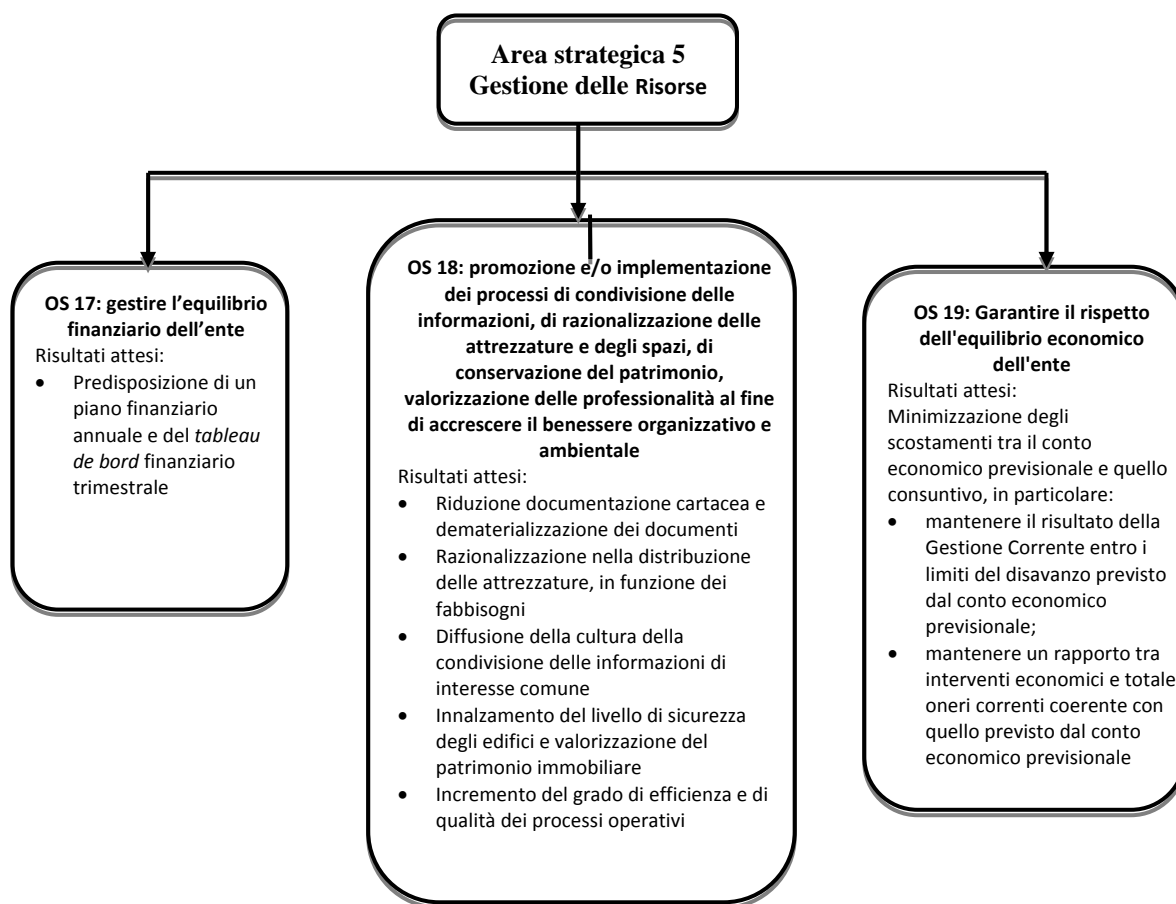 Area strategica 5
Gestione delle Risorse
OS 17: gestire l’equilibrio
finanziario dell’ente
Risultati attesi:
• Predisposizione di un
piano finanziario
annuale e del tableau
de bord finanziario
trimestrale
OS 18: promozione e/o implementazione
dei processi di condivisione delle
informazioni, di razionalizzazione delle
attrezzature e degli spazi, di
conservazione del patrimonio,
valorizzazione delle professionalità al fine
di accrescere il benessere organizzativo e
ambientale
Risultati attesi:
• Riduzione documentazione cartacea e
dematerializzazione dei documenti
• Razionalizzazione nella distribuzione
delle attrezzature, in funzione dei
fabbisogni
• Diffusione della cultura della
condivisione delle informazioni di
interesse comune
• Innalzamento del livello di sicurezza
degli edifici e valorizzazione del
patrimonio immobiliare
• Incremento del grado di efficienza e di
qualità dei processi operativi
OS 19: Garantire il rispetto
dell'equilibrio economico
dell'ente
Risultati attesi:
Minimizzazione degli
scostamenti tra il conto
economico previsionale e quello
consuntivo, in particolare:
• mantenere il risultato della
Gestione Corrente entro i
limiti del disavanzo previsto
dal conto economico
previsionale;
• mantenere un rapporto tra
interventi economici e totale
oneri correnti coerente con
quello previsto dal conto
economico previsionale